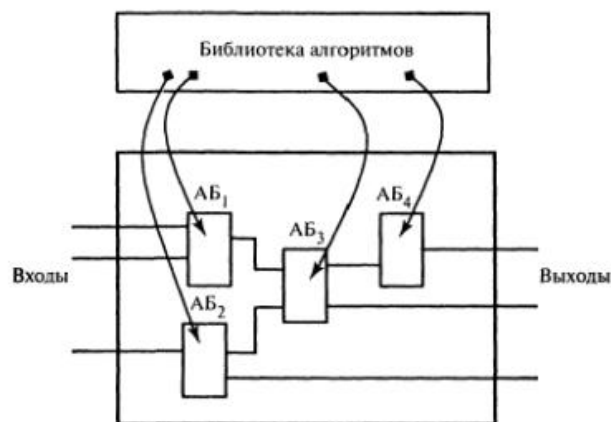 Библиотека алгоритмов
АБ₁
АБ₄
АБ₃
Входы
Выходы
АБ₂